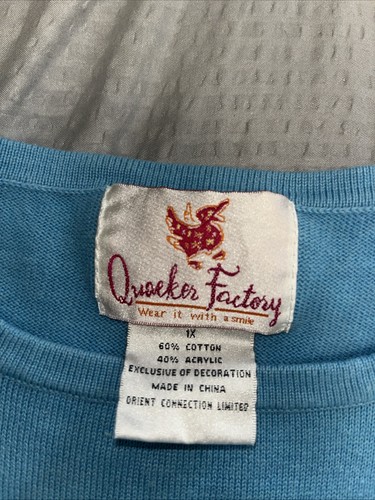 Quacker Factory
Wear it with a smile
1X
60% COTTON
40% ACRYLIC
EXCLUSIVE OF DECORATION
MADE IN CHINA
ORIENT CONNECTION LIMITED